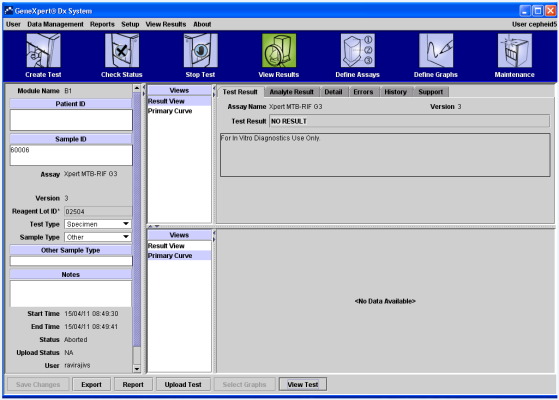 GeneXpert® Dx System
User Data Management Reports Setup View Results About
User cepheid5
Create Test Check Status Stop Test View Results Define Assays Define Graphs Maintenance
Module Name B1
Patient ID
Sample ID
60006
Assay Xpert MTB-RIF G3
Version 3
Reagent Lot ID* 02504
Test Type Specimen
Sample Type Other
Other Sample Type
Notes
Start Time 15/04/11 08:49:30
End Time 15/04/11 08:49:41
Status Aborted
Upload Status NA
User ravirajivs
Views
Result View
Primary Curve
Test Result Analyte Result Detail Errors History Support
Assay Name Xpert MTB-RIF G3 Version 3
Test Result NO RESULT
For In Vitro Diagnostics Use Only.
Views
Result View
Primary Curve
<No Data Available>
Save Changes Export Report Upload Test Select Graphs View Test